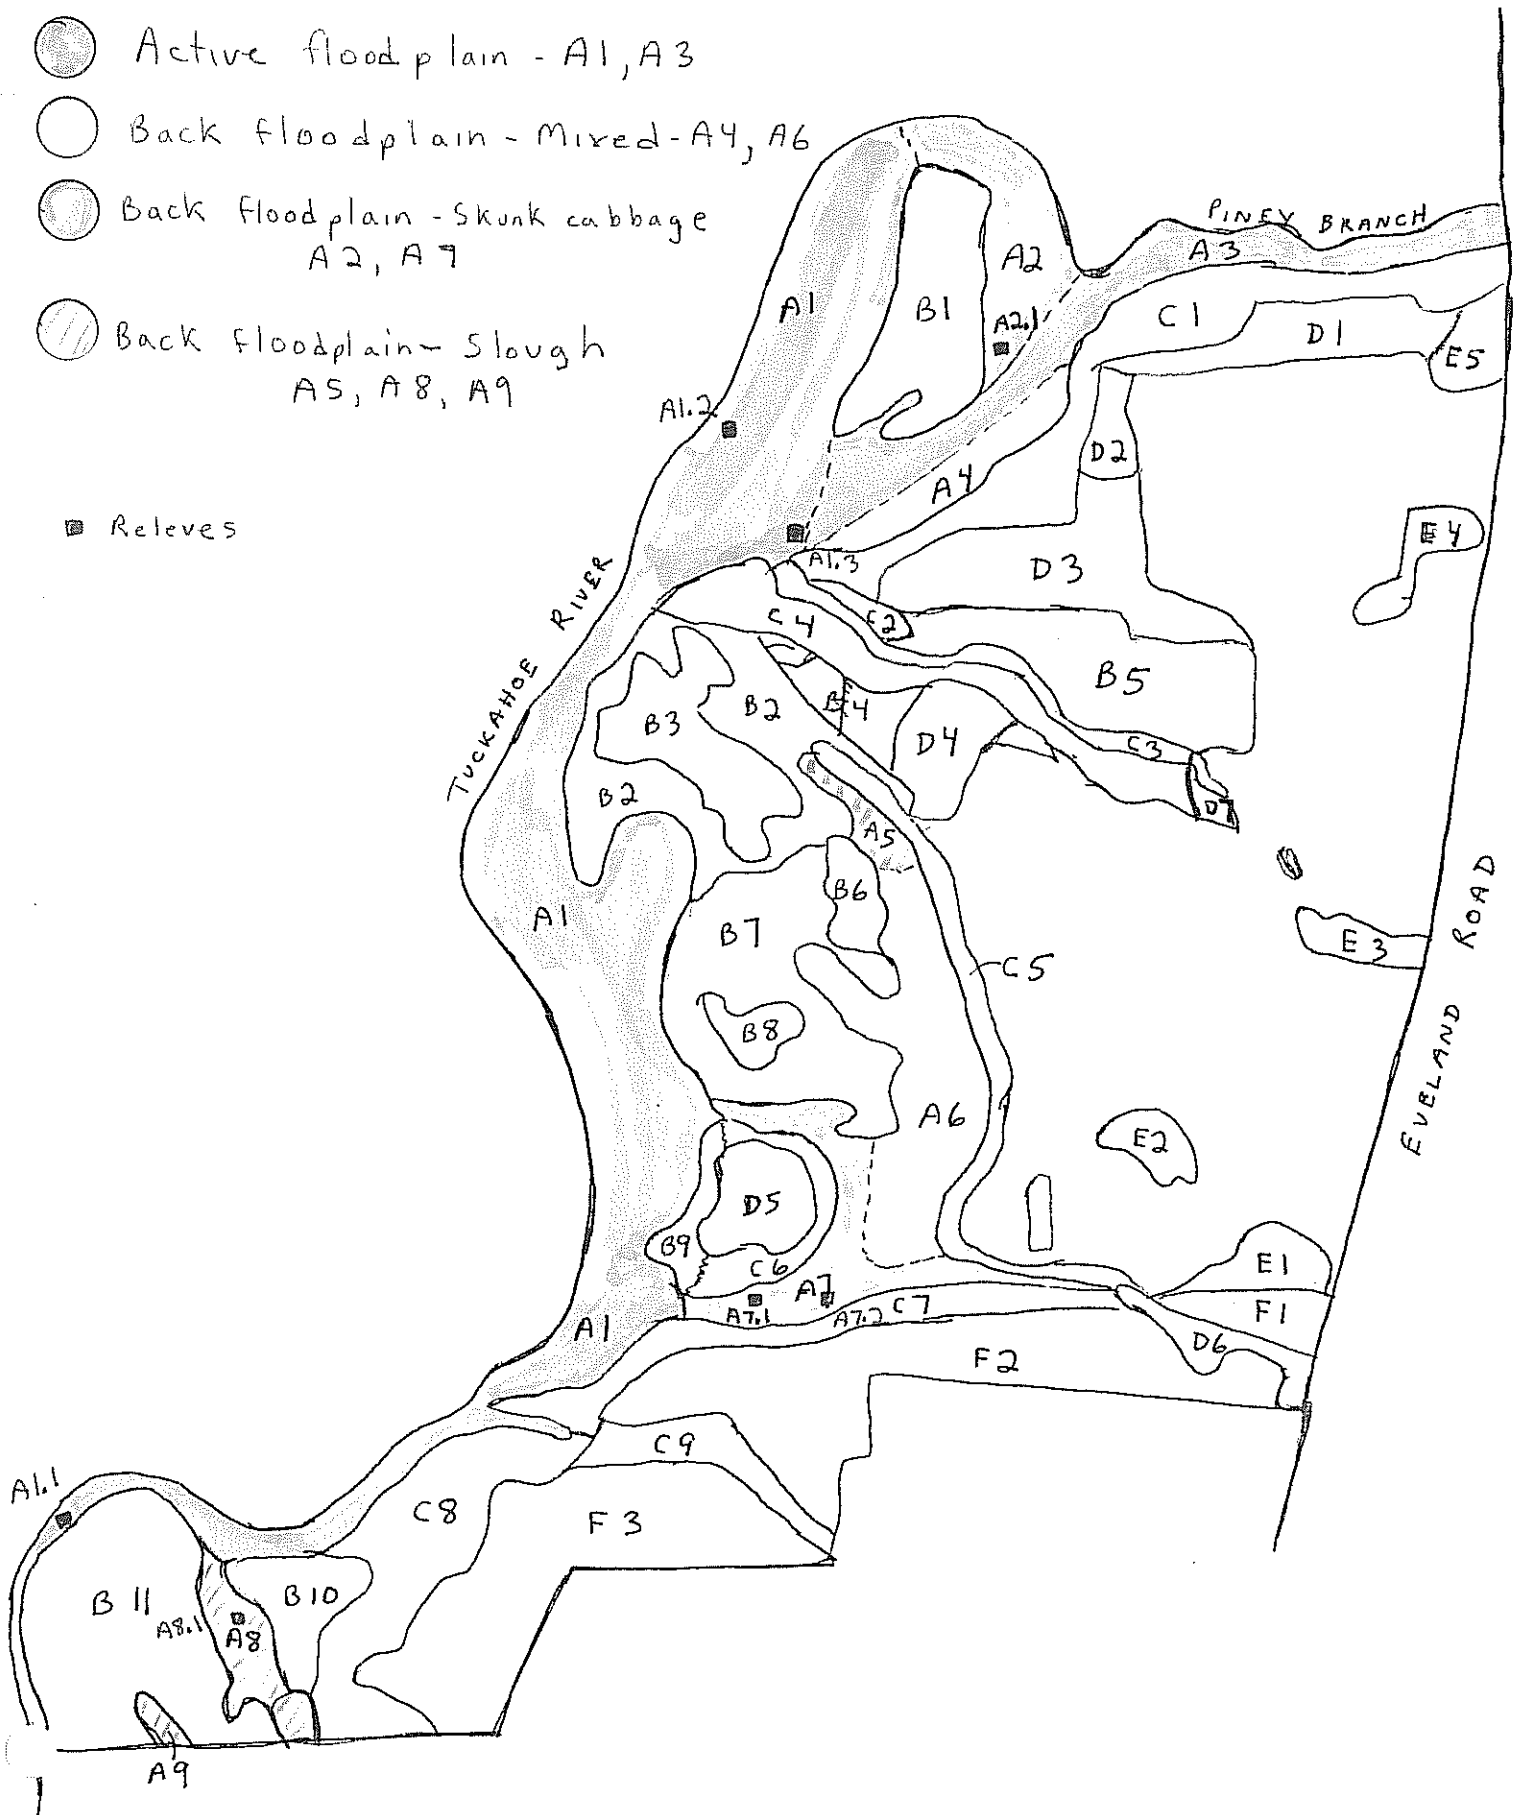 Active floodplain - A1, A3
Back floodplain - Mixed - A4, A6
Back floodplain - Skunk cabbage
A2, A7
Back floodplain - Slough
A5, A8, A9
Releves
PINEY BRANCH
A3
A2
A1
B1
A2.1
C1
D1
E5
A1.2
D2
A4
E4
A1.3
D3
TUCKAHOE RIVER
C4
C2
B5
B3
B2
D4
C3
B2
D7
A5
B6
A1
B7
E3
EVELAND ROAD
C5
B8
A6
E2
D5
B9
C6
E1
A7
A7.1
A7.2
C7
F1
A1
D6
F2
C9
A1.1
C8
F3
B11
B10
A8.1
A8
A9